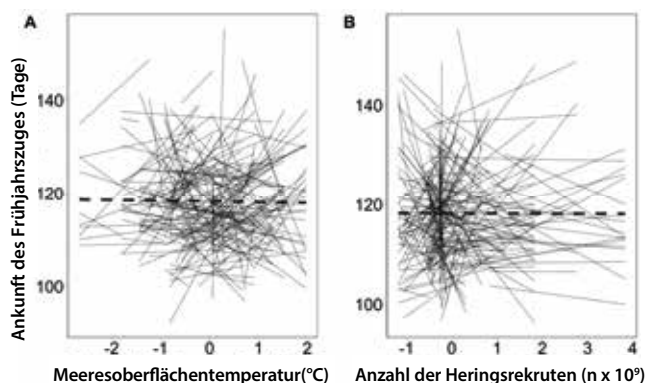 A
B
Ankunft des Frühjahrszuges (Tage)
140
120
100
140
120
100
-2 -1 0 1 2
-1 0 1 2 3 4
Meeresoberflächentemperatur(°C)
Anzahl der Heringsrekruten (n x 10⁹)